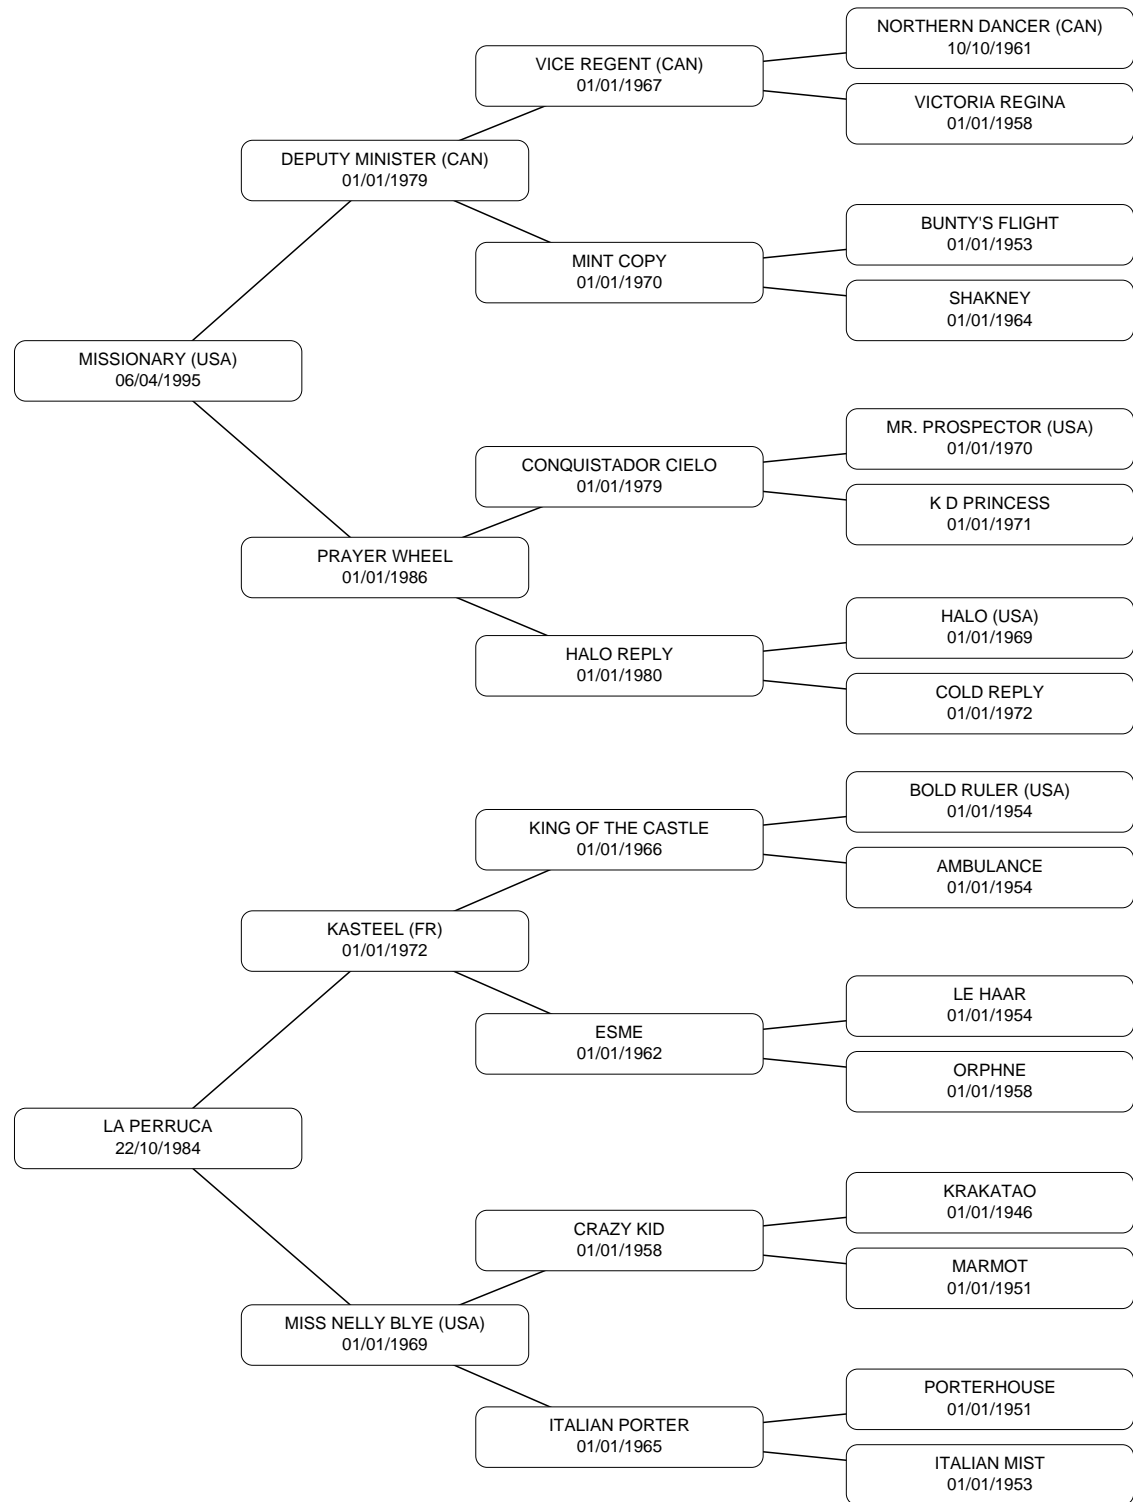 NORTHERN DANCER (CAN)
10/10/1961
VICE REGENT (CAN)
01/01/1967
VICTORIA REGINA
01/01/1958
DEPUTY MINISTER (CAN)
01/01/1979
BUNTY'S FLIGHT
01/01/1953
MINT COPY
01/01/1970
SHAKNEY
01/01/1964
MISSIONARY (USA)
06/04/1995
MR. PROSPECTOR (USA)
01/01/1970
CONQUISTADOR CIELO
01/01/1979
K D PRINCESS
01/01/1971
PRAYER WHEEL
01/01/1986
HALO (USA)
01/01/1969
HALO REPLY
01/01/1980
COLD REPLY
01/01/1972
BOLD RULER (USA)
01/01/1954
KING OF THE CASTLE
01/01/1966
AMBULANCE
01/01/1954
KASTEEL (FR)
01/01/1972
LE HAAR
01/01/1954
ESME
01/01/1962
ORPHNE
01/01/1958
LA PERRUCA
22/10/1984
KRAKATAO
01/01/1946
CRAZY KID
01/01/1958
MARMOT
01/01/1951
MISS NELLY BLYE (USA)
01/01/1969
PORTERHOUSE
01/01/1951
ITALIAN PORTER
01/01/1965
ITALIAN MIST
01/01/1953